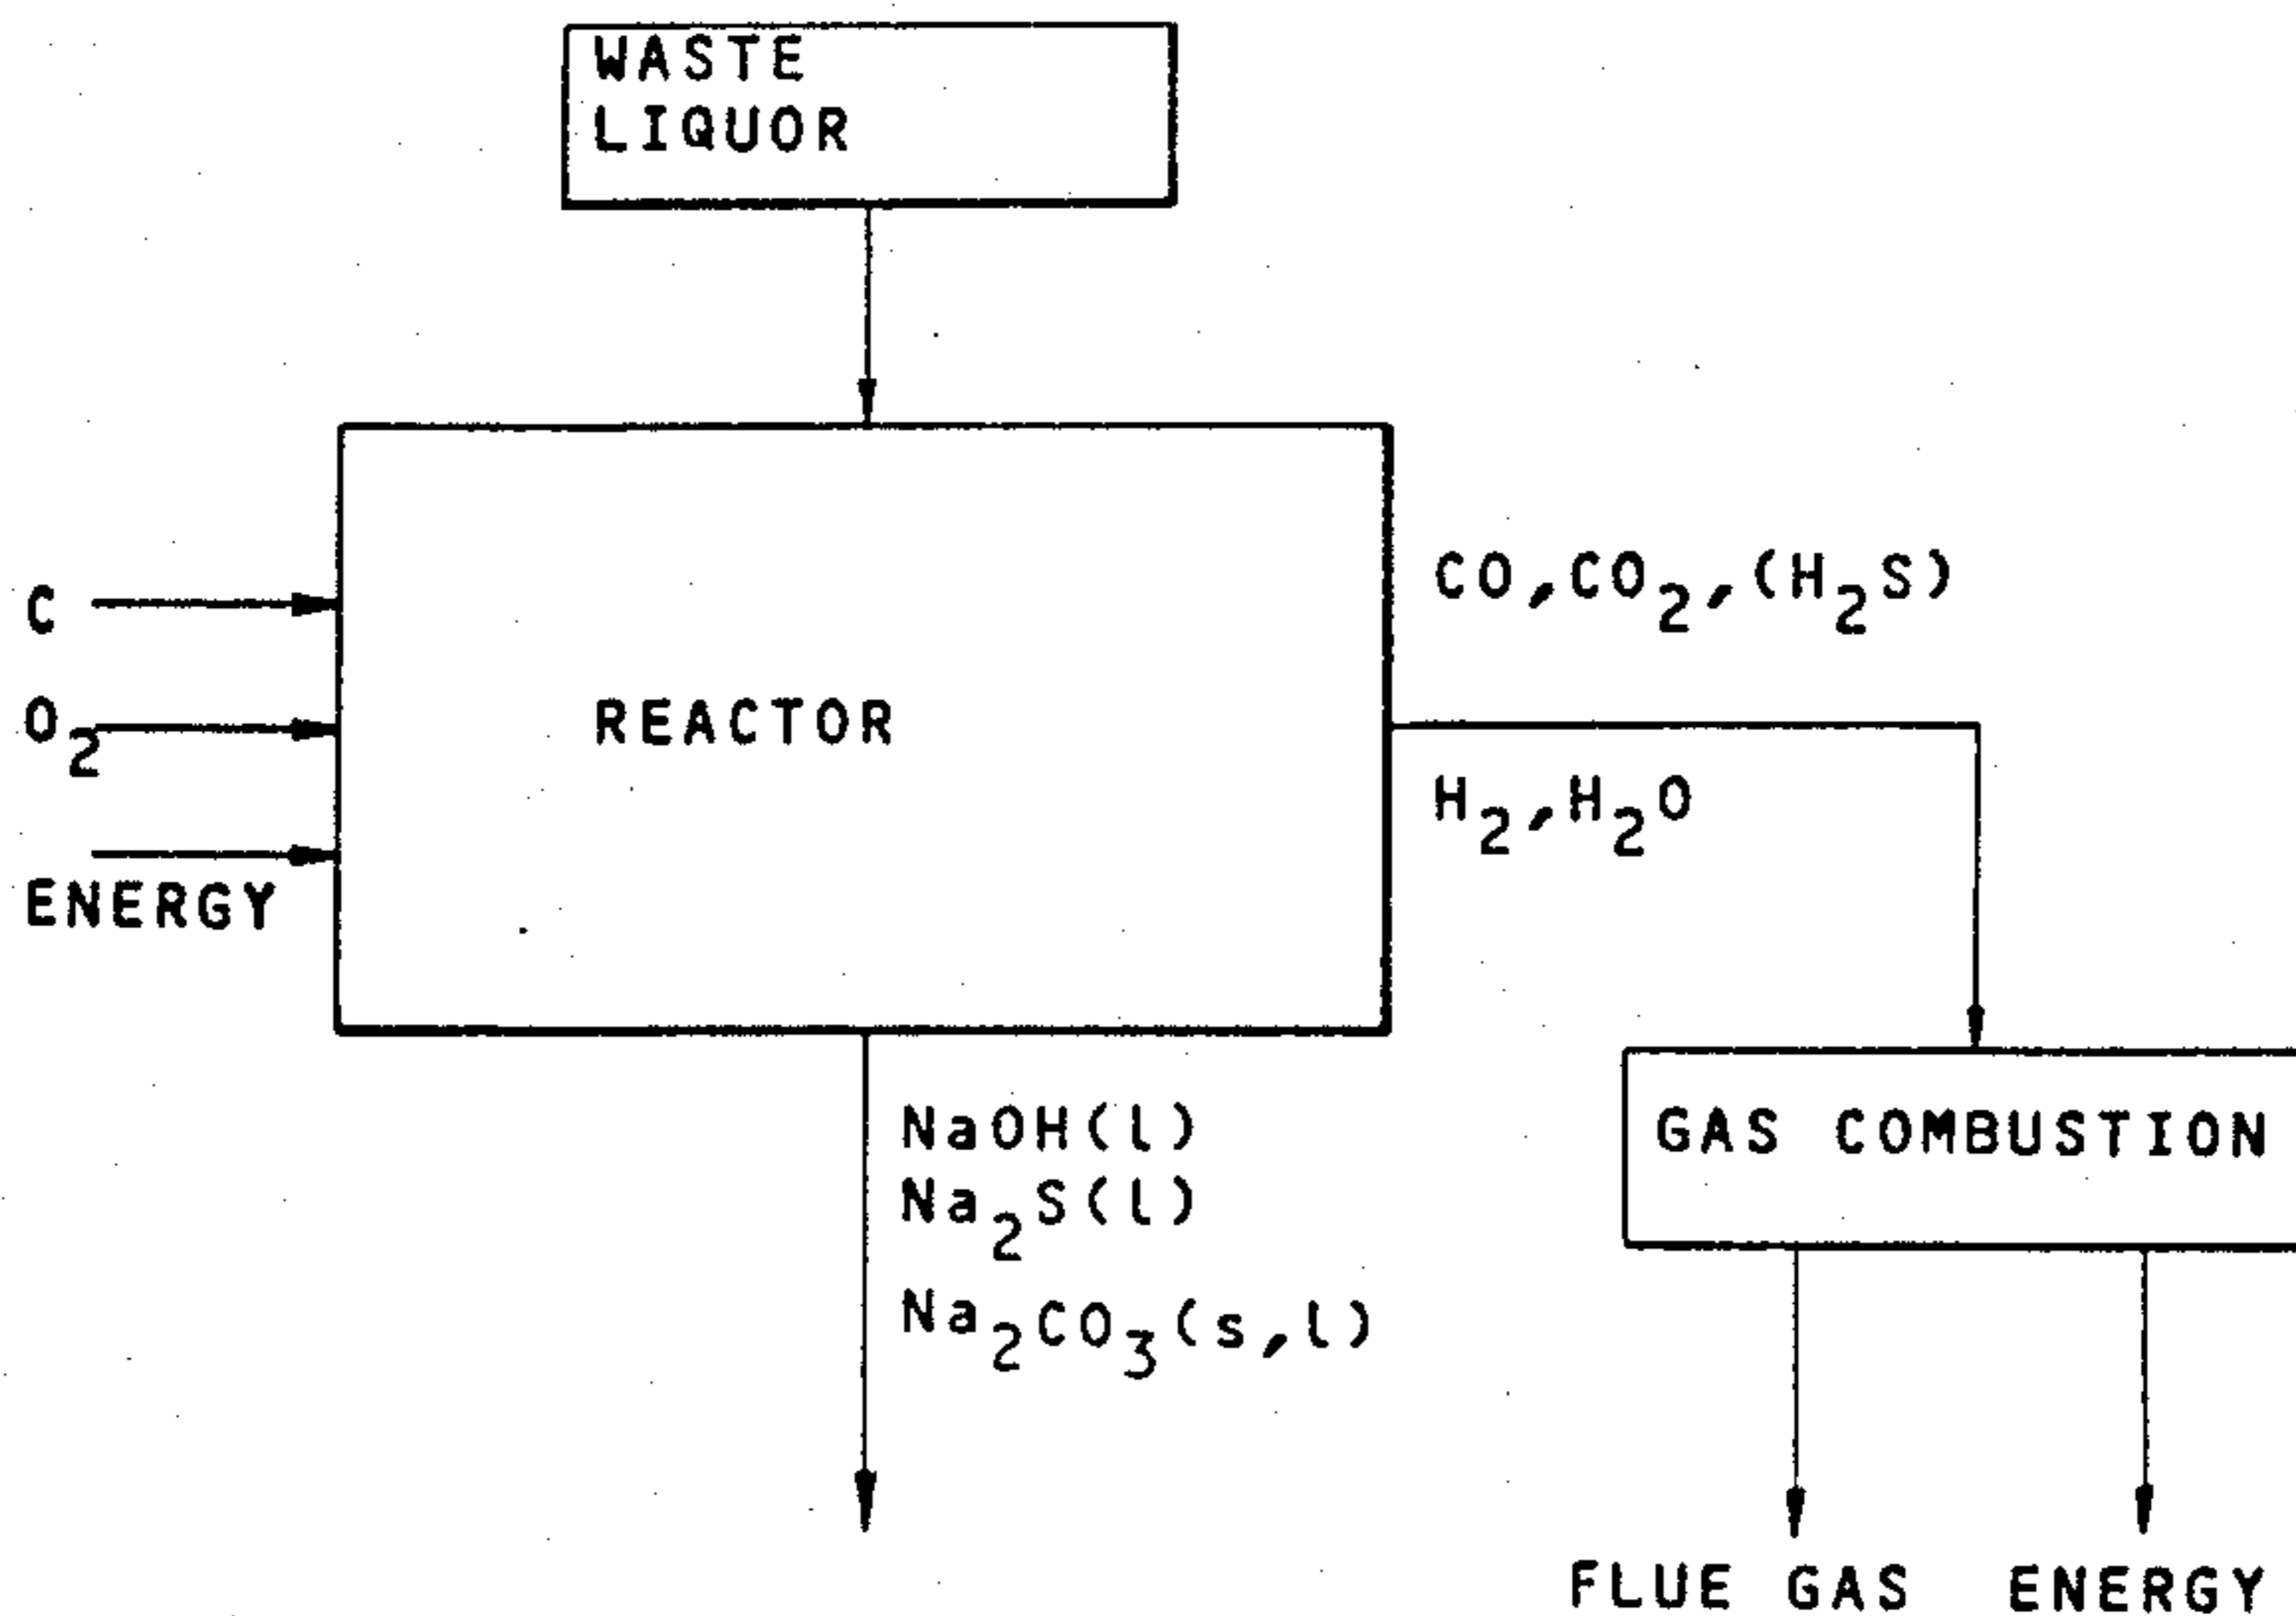 WASTE
LIQUOR
C
O2
ENERGY
REACTOR
CO,CO2,(H2S)
H2,H2O
NaOH(l)
Na2S(l)
Na2CO3(s,l)
GAS COMBUSTION
FLUE GAS
ENERGY